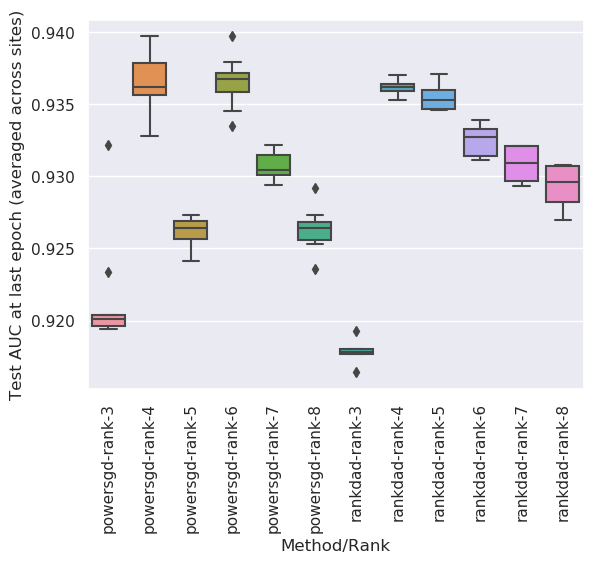 Test AUC at last epoch (averaged across sites)
0.940
0.935
0.930
0.925
0.920
powersgd-rank-3
powersgd-rank-4
powersgd-rank-5
powersgd-rank-6
powersgd-rank-7
powersgd-rank-8
rankdad-rank-3
rankdad-rank-4
rankdad-rank-5
rankdad-rank-6
rankdad-rank-7
rankdad-rank-8
Method/Rank